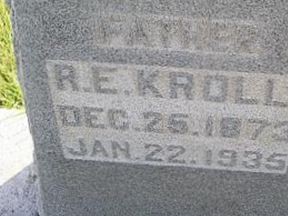 FATHER
R.E. KROLL
DEC. 25. 1873
JAN. 22. 1935